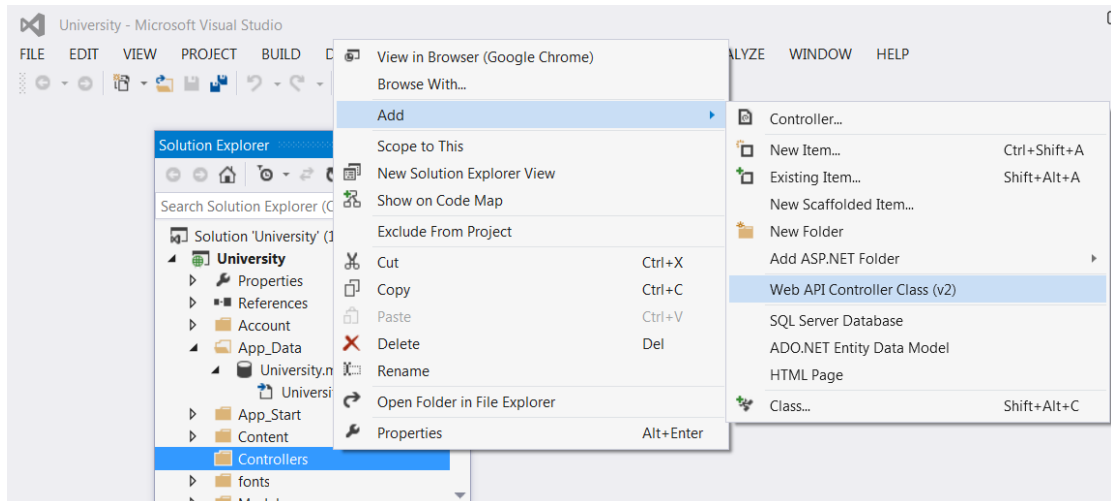 University - Microsoft Visual Studio
FILE EDIT VIEW PROJECT BUILD WINDOW HELP
View in Browser (Google Chrome)
Browse With...
Add
Scope to This
New Solution Explorer View
Show on Code Map
Exclude From Project
Cut Ctrl+X
Copy Ctrl+C
Paste Ctrl+V
Delete Del
Rename
Open Folder in File Explorer
Properties Alt+Enter
Controller...
New Item... Ctrl+Shift+A
Existing Item... Shift+Alt+A
New Scaffolded Item...
New Folder
Add ASP.NET Folder
Web API Controller Class (v2)
SQL Server Database
ADO.NET Entity Data Model
HTML Page
Class... Shift+Alt+C
Solution Explorer
Search Solution Explorer (C
Solution 'University' (1
University
Properties
References
Account
App_Data
University.m
Universi
App_Start
Content
Controllers
fonts